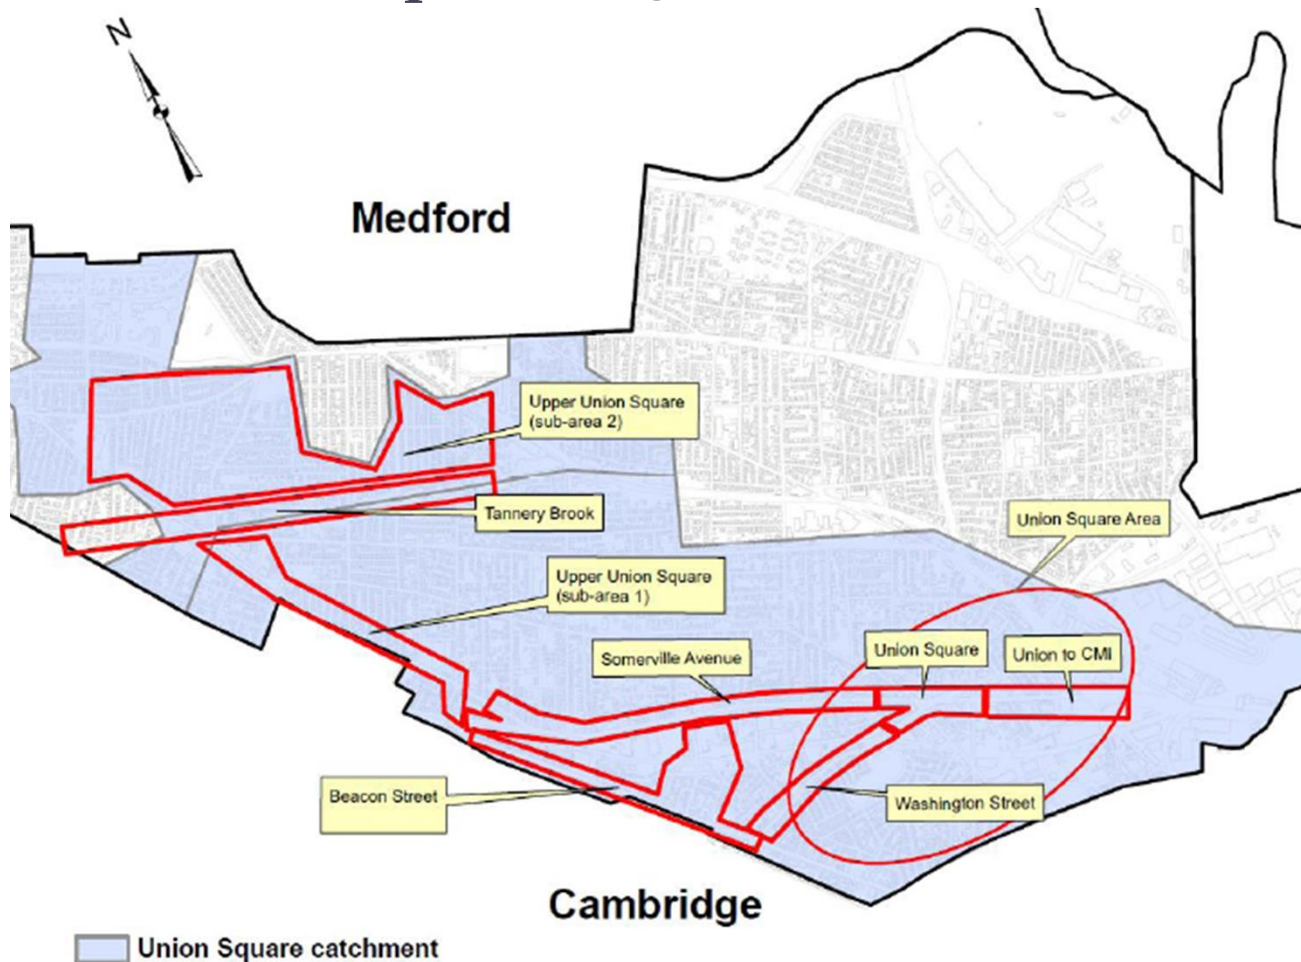 N
Medford
Upper Union Square
(sub-area 2)
Tannery Brook
Union Square Area
Upper Union Square
(sub-area 1)
Somerville Avenue
Union Square
Union to CMI
Beacon Street
Washington Street
Cambridge
Union Square catchment